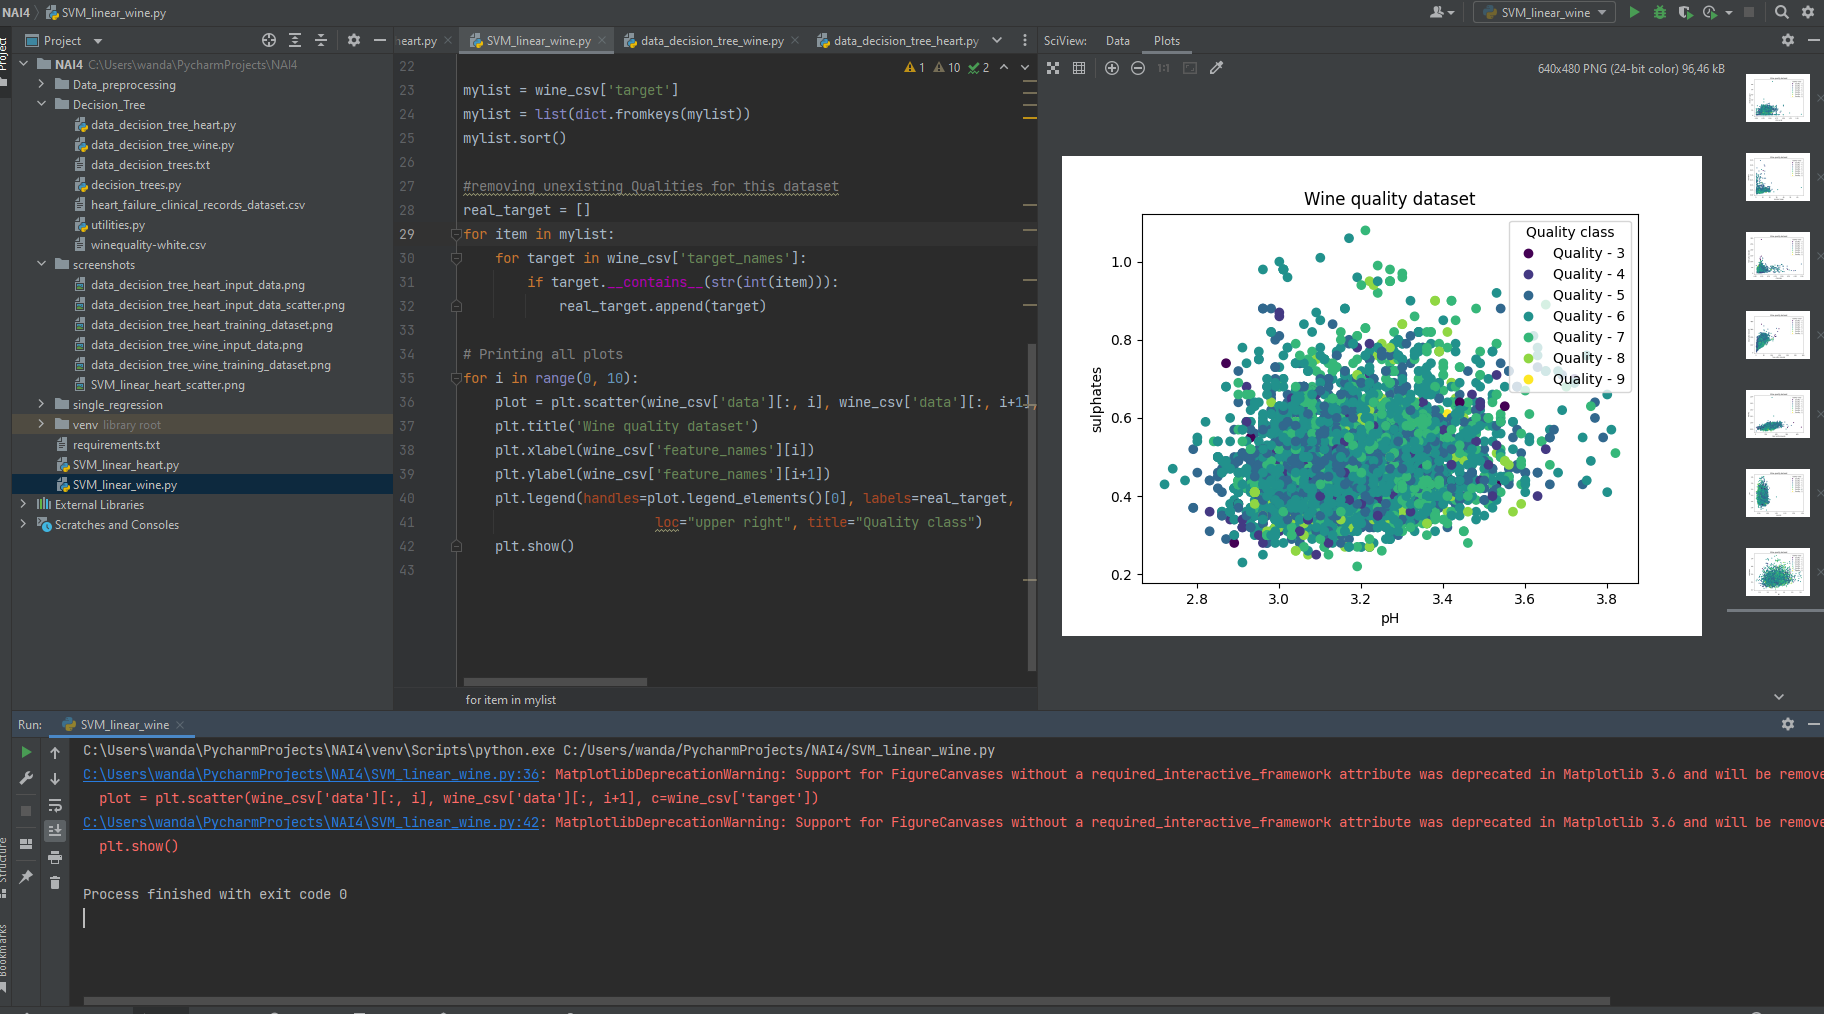 NAI4 SVM_linear_wine.py
SVM_linear_wine
Project
Project
NAI4 C:\Users\wanda\PycharmProjects\NAI4
Data_preprocessing
Decision_Tree
data_decision_tree_heart.py
data_decision_tree_wine.py
data_decision_trees.txt
decision_trees.py
heart_failure_clinical_records_dataset.csv
utilities.py
winequality-white.csv
screenshots
data_decision_tree_heart_input_data.png
data_decision_tree_heart_input_data_scatter.png
data_decision_tree_heart_training_dataset.png
data_decision_tree_wine_input_data.png
data_decision_tree_wine_training_dataset.png
SVM_linear_heart_scatter.png
single_regression
venv library root
requirements.txt
SVM_linear_heart.py
SVM_linear_wine.py
External Libraries
Scratches and Consoles
heart.py SVM_linear_wine.py data_decision_tree_wine.py data_decision_tree_heart.py
1 10 2
22
23 mylist = wine_csv['target']
24 mylist = list(dict.fromkeys(mylist))
25 mylist.sort()
26
27 #removing unexisting Qualities for this dataset
28 real_target = []
29 for item in mylist:
30 for target in wine_csv['target_names']:
31 if target.__contains__(str(int(item))):
32 real_target.append(target)
33
34 # Printing all plots
35 for i in range(0, 10):
36 plot = plt.scatter(wine_csv['data'][:, i], wine_csv['data'][:, i+1],
37 plt.title('Wine quality dataset')
38 plt.xlabel(wine_csv['feature_names'][i])
39 plt.ylabel(wine_csv['feature_names'][i+1])
40 plt.legend(handles=plot.legend_elements()[0], labels=real_target,
41 loc="upper right", title="Quality class")
42 plt.show()
43
for item in mylist
SciView: Data Plots
1:1
640x480 PNG (24-bit color) 96,46 kB
Wine quality dataset
Quality class
Quality - 3
Quality - 4
Quality - 5
Quality - 6
Quality - 7
Quality - 8
Quality - 9
sulphates
1.0
0.8
0.6
0.4
0.2
2.8 3.0 3.2 3.4 3.6 3.8
pH
Run: SVM_linear_wine
C:\Users\wanda\PycharmProjects\NAI4\venv\Scripts\python.exe C:/Users/wanda/PycharmProjects/NAI4/SVM_linear_wine.py
C:\Users\wanda\PycharmProjects\NAI4\SVM_linear_wine.py:36: MatplotlibDeprecationWarning: Support for FigureCanvases without a required_interactive_framework attribute was deprecated in Matplotlib 3.6 and will be remove
plot = plt.scatter(wine_csv['data'][:, i], wine_csv['data'][:, i+1], c=wine_csv['target'])
C:\Users\wanda\PycharmProjects\NAI4\SVM_linear_wine.py:42: MatplotlibDeprecationWarning: Support for FigureCanvases without a required_interactive_framework attribute was deprecated in Matplotlib 3.6 and will be remove
plt.show()
Process finished with exit code 0
Structure
Bookmarks